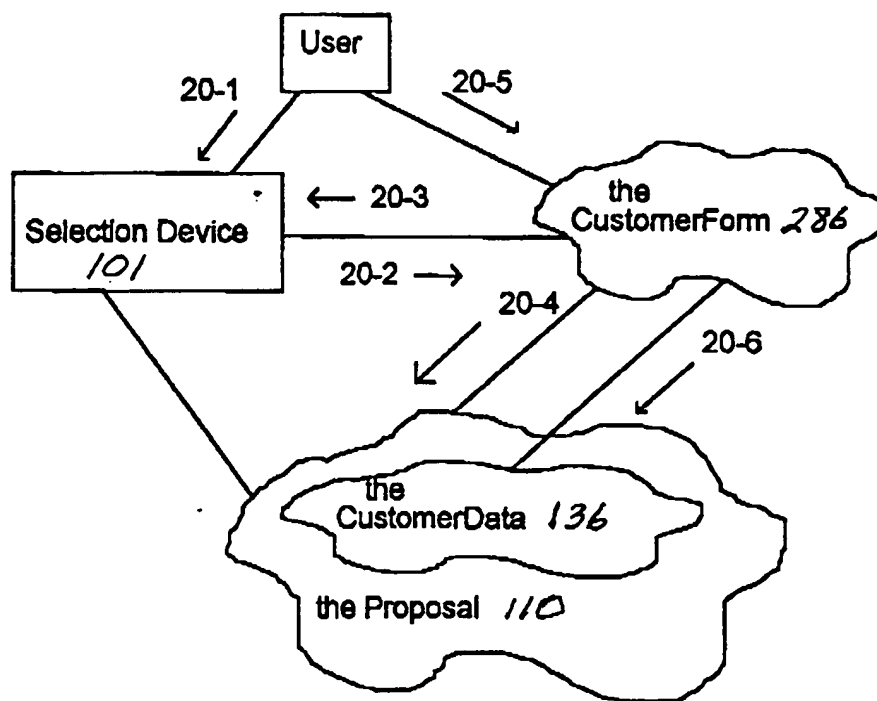 User
20-1
20-5
20-3
the
CustomerForm 286
Selection Device
101
20-2
20-4
20-6
the
CustomerData 136
the Proposal 110